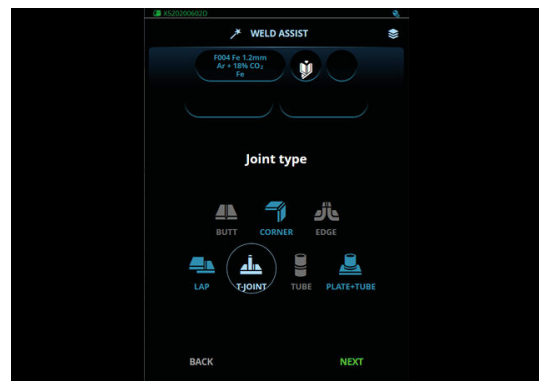 X520200602D
WELD ASSIST
F004 Fe 1.2mm
Ar + 18% CO₂
Fe
Joint type
BUTT CORNER EDGE
LAP T-JOINT TUBE PLATE+TUBE
BACK NEXT